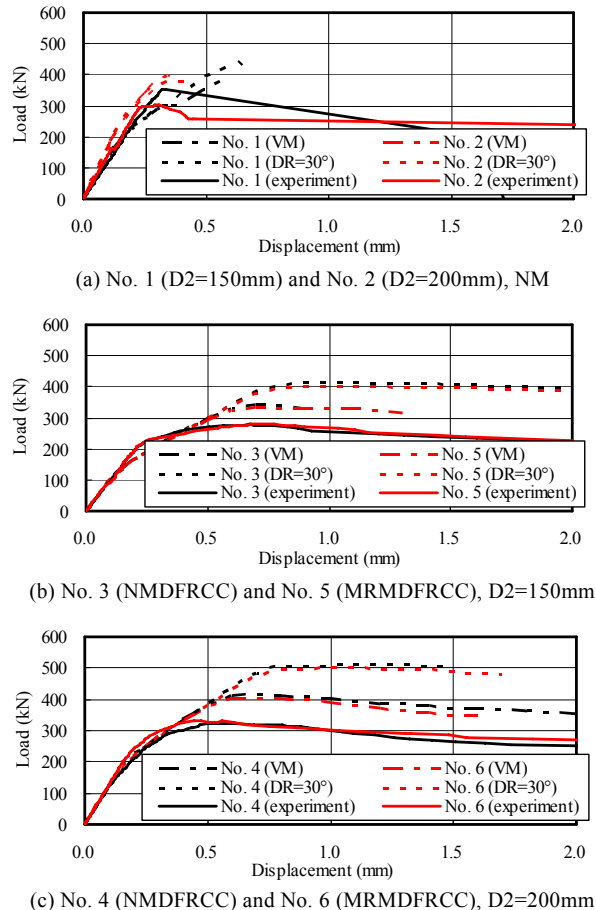 600
500
400
300
200
100
0
Load (kN)
No. 1 (VM) No. 2 (VM)
No. 1 (DR=30°) No. 2 (DR=30°)
No. 1 (experiment) No. 2 (experiment)
0.0 0.5 1.0 1.5 2.0
Displacement (mm)
(a) No. 1 (D2=150mm) and No. 2 (D2=200mm), NM
600
500
400
300
200
100
0
Load (kN)
No. 3 (VM) No. 5 (VM)
No. 3 (DR=30°) No. 5 (DR=30°)
No. 3 (experiment) No. 5 (experiment)
0.0 0.5 1.0 1.5 2.0
Displacement (mm)
(b) No. 3 (NMDFRCC) and No. 5 (MRMDFRCC), D2=150mm
600
500
400
300
200
100
0
Load (kN)
No. 4 (VM) No. 6 (VM)
No. 4 (DR=30°) No. 6 (DR=30°)
No. 4 (experiment) No. 6 (experiment)
0.0 0.5 1.0 1.5 2.0
Displacement (mm)
(c) No. 4 (NMDFRCC) and No. 6 (MRMDFRCC), D2=200mm